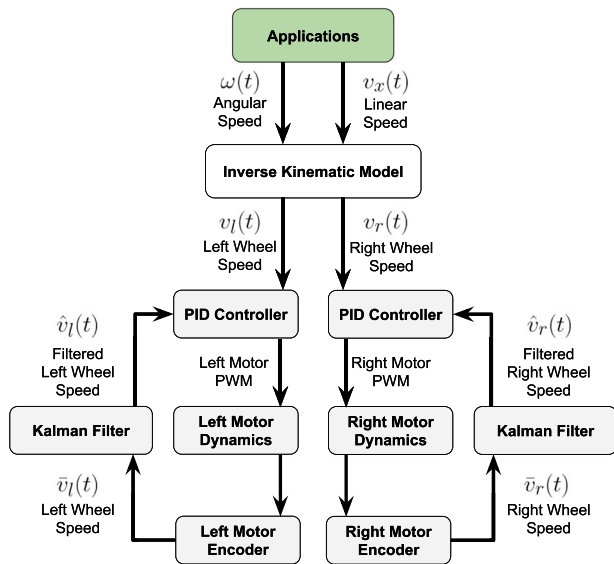 Applications
ω(t)
Angular
Speed
v_x(t)
Linear
Speed
Inverse Kinematic Model
v_l(t)
Left Wheel
Speed
v_r(t)
Right Wheel
Speed
PID Controller
PID Controller
v̂_l(t)
Filtered
Left Wheel
Speed
Left Motor
PWM
Right Motor
PWM
v̂_r(t)
Filtered
Right Wheel
Speed
Kalman Filter
Left Motor
Dynamics
Right Motor
Dynamics
Kalman Filter
v̄_l(t)
Left Wheel
Speed
Left Motor
Encoder
Right Motor
Encoder
v̄_r(t)
Right Wheel
Speed